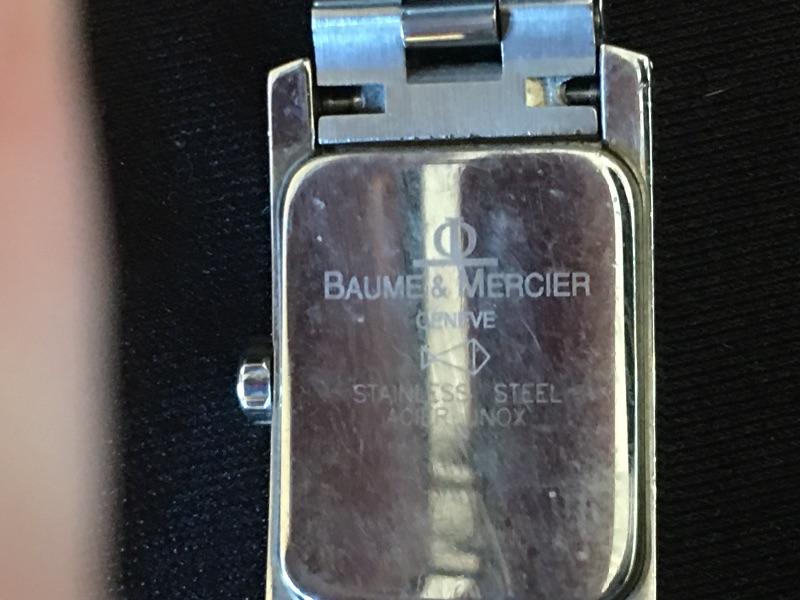 Φ
BAUME & MERCIER
GENEVE
STAINLESS STEEL
ACIER INOX